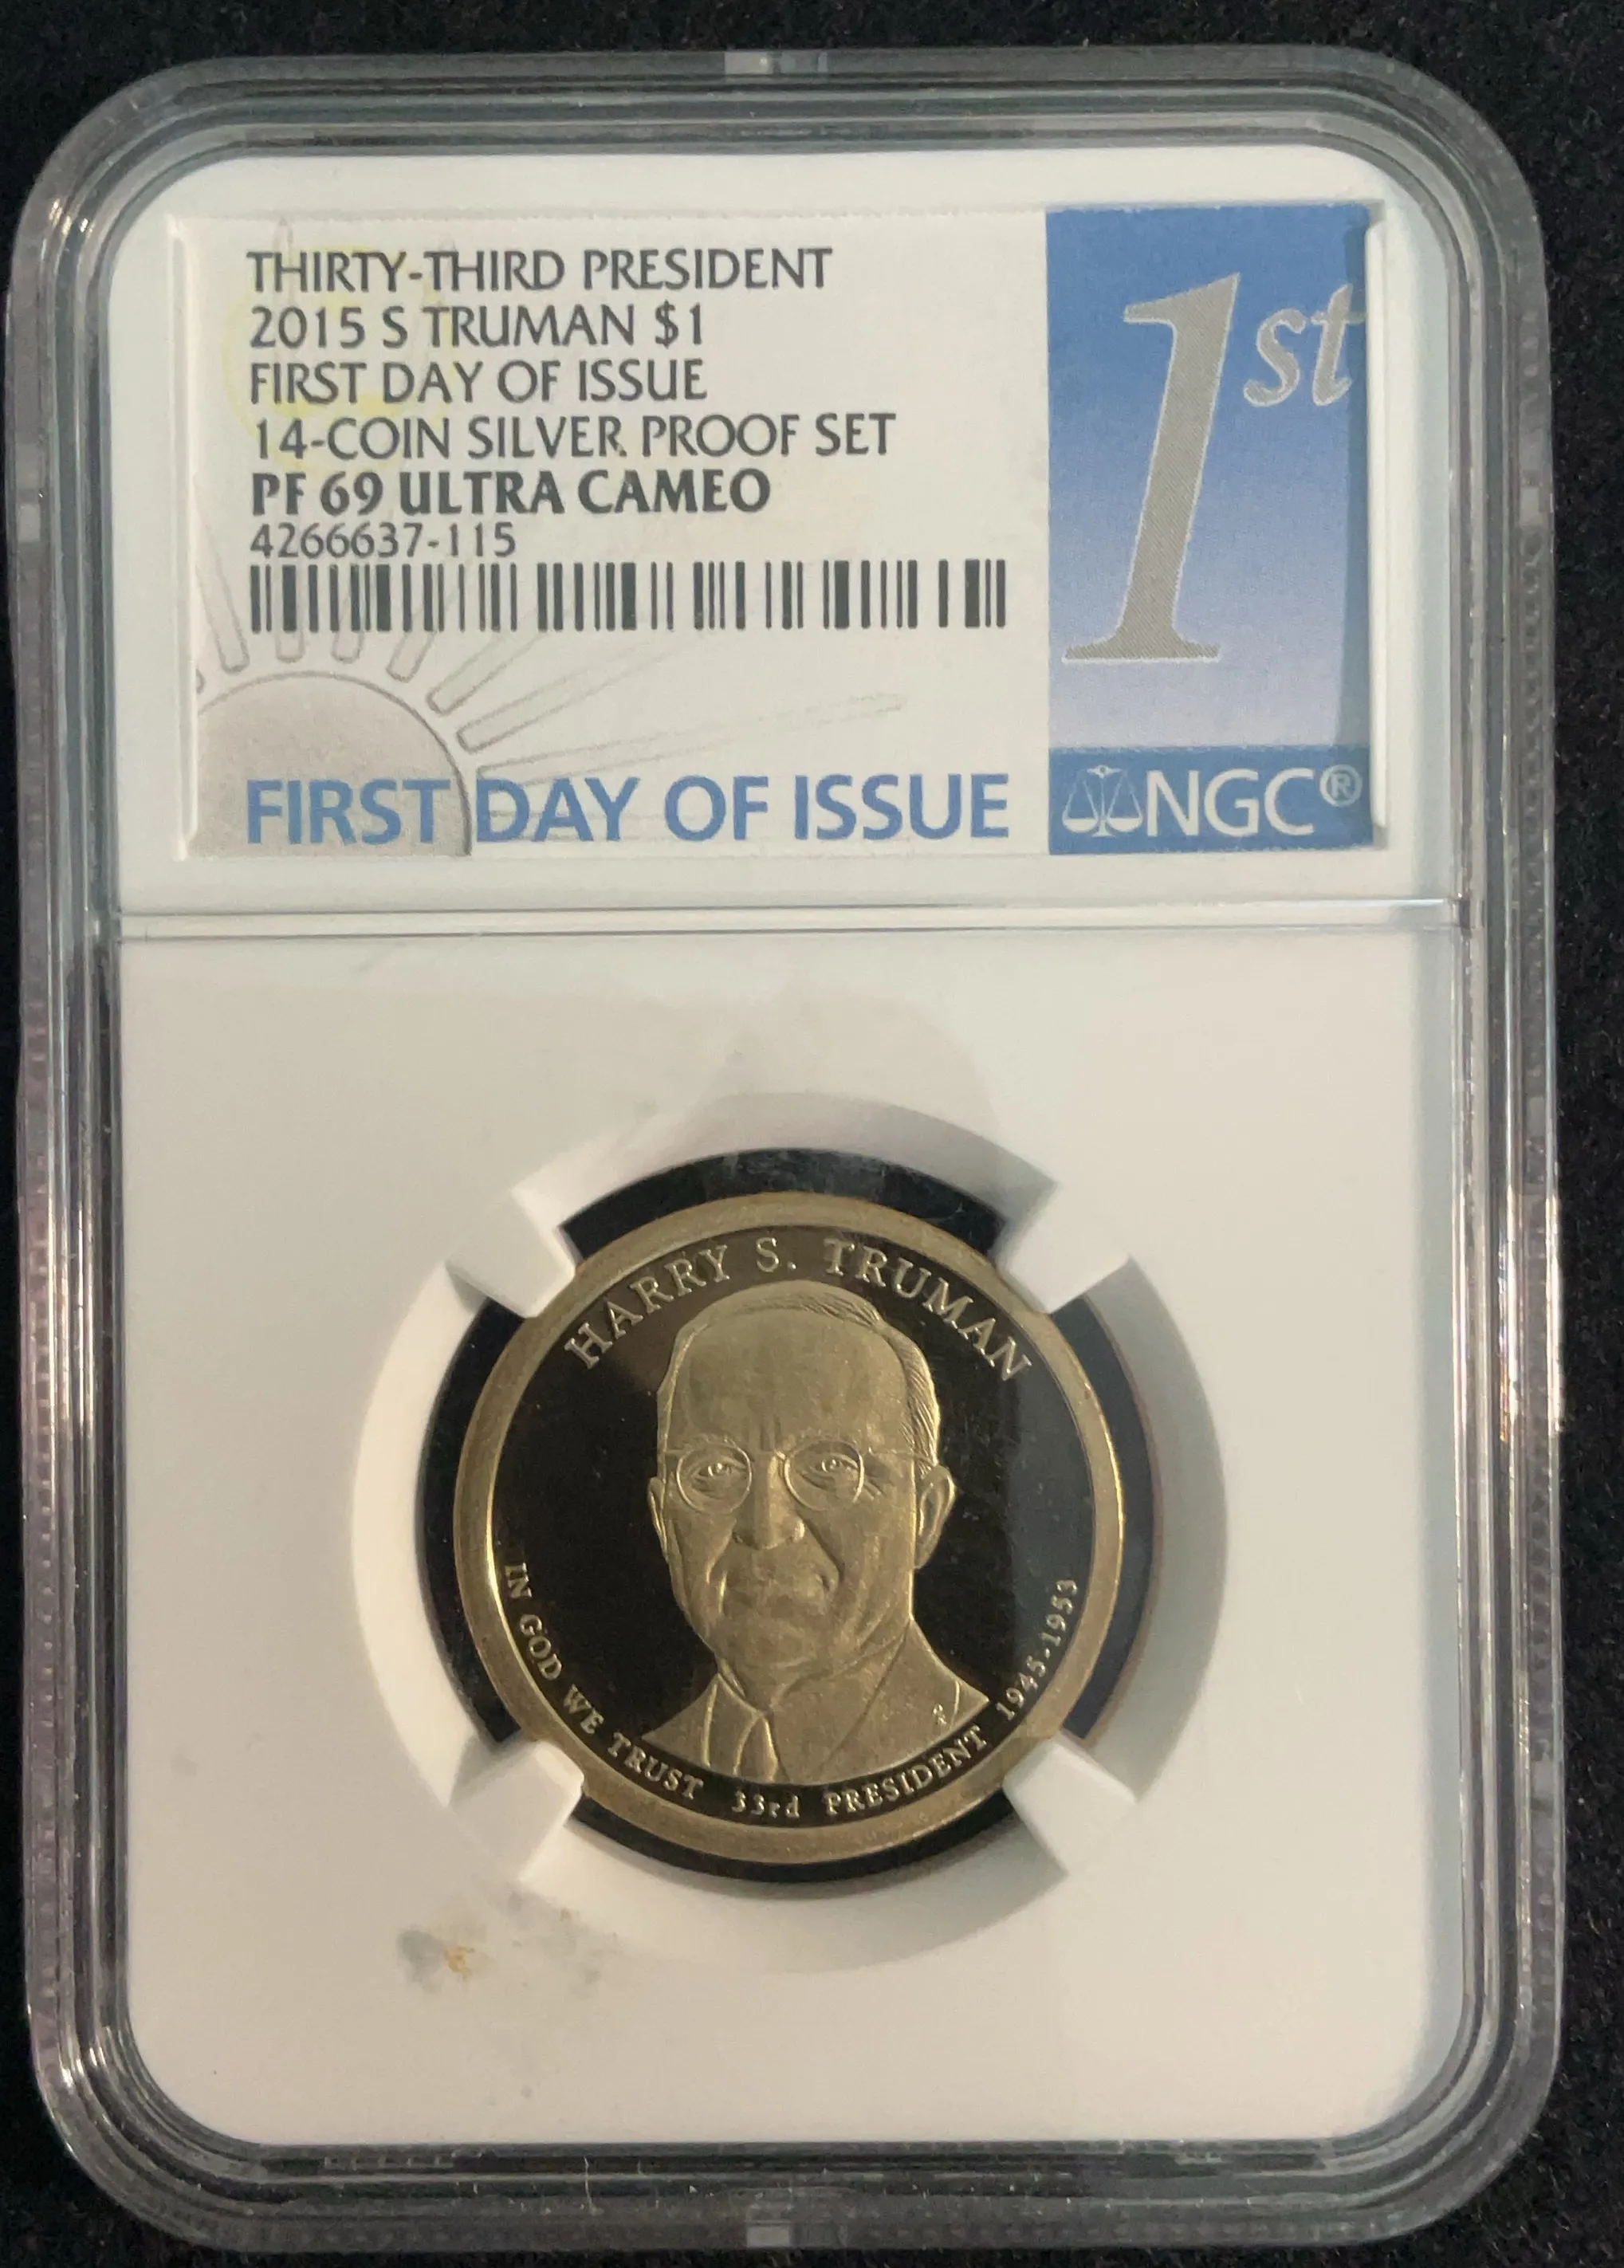 THIRTY-THIRD PRESIDENT
2015 S TRUMAN $1
FIRST DAY OF ISSUE
14-COIN SILVER PROOF SET
PF 69 ULTRA CAMEO
4266637-115
FIRST DAY OF ISSUE
1st
NGC®
HARRY S. TRUMAN
IN GOD WE TRUST 33rd PRESIDENT 1945-1953